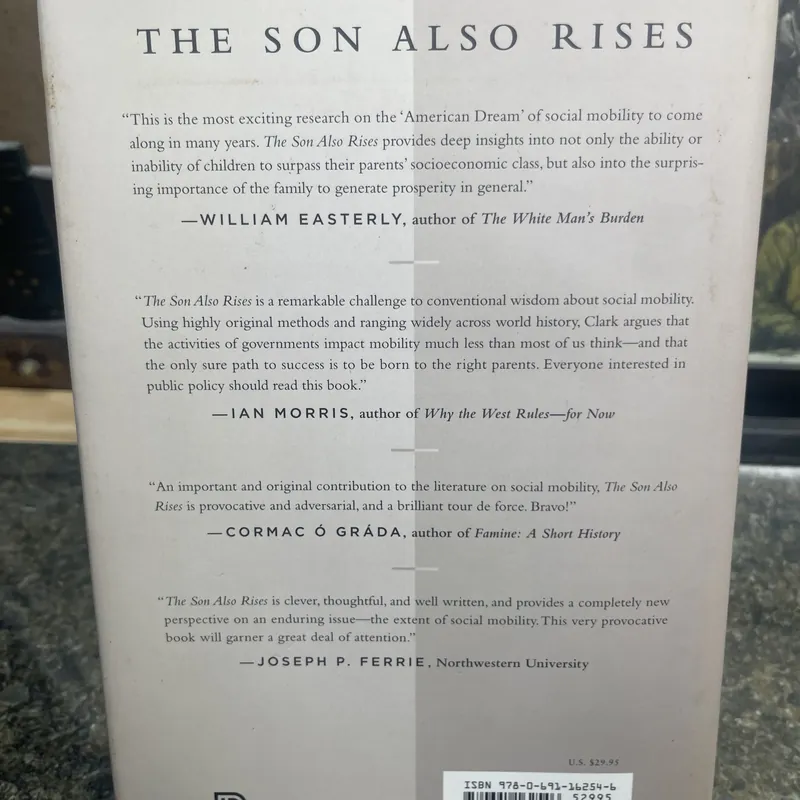 THE SON ALSO RISES
“This is the most exciting research on the ‘American Dream’ of social mobility to come
along in many years. The Son Also Rises provides deep insights into not only the ability or
inability of children to surpass their parents’ socioeconomic class, but also into the surpris-
ing importance of the family to generate prosperity in general.”
—WILLIAM EASTERLY, author of The White Man’s Burden
“The Son Also Rises is a remarkable challenge to conventional wisdom about social mobility.
Using highly original methods and ranging widely across world history, Clark argues that
the activities of governments impact mobility much less than most of us think—and that
the only sure path to success is to be born to the right parents. Everyone interested in
public policy should read this book.”
—IAN MORRIS, author of Why the West Rules—for Now
“An important and original contribution to the literature on social mobility, The Son Also
Rises is provocative and adversarial, and a brilliant tour de force. Bravo!”
—CORMAC Ó GRÁDA, author of Famine: A Short History
“The Son Also Rises is clever, thoughtful, and well written, and provides a completely new
perspective on an enduring issue—the extent of social mobility. This very provocative
book will garner a great deal of attention.”
—JOSEPH P. FERRIE, Northwestern University
U.S. $29.95
ISBN 978-0-691-16254-6
52995